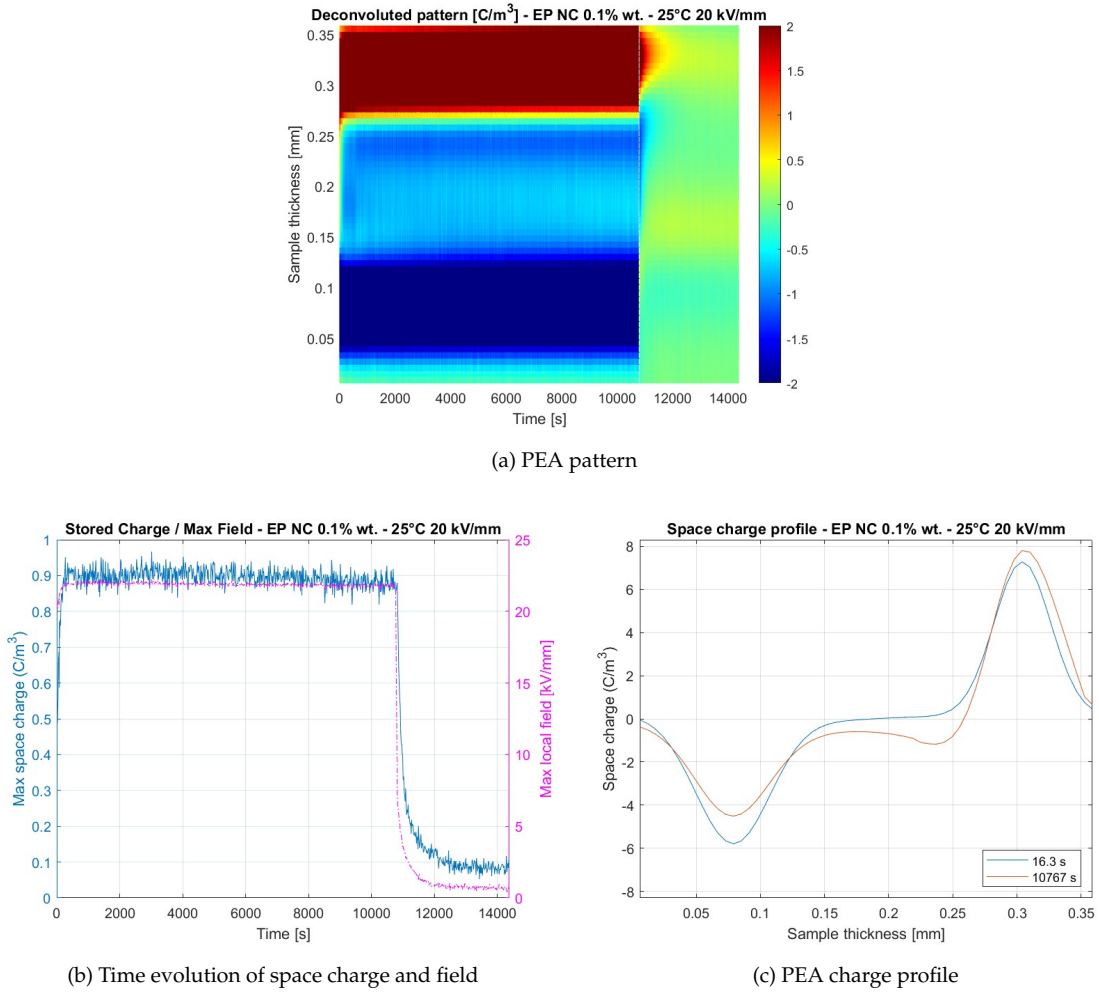 Deconvoluted pattern [C/m³] - EP NC 0.1% wt. - 25°C 20 kV/mm
0.35
0.3
0.25
0.2
0.15
0.1
0.05
Sample thickness [mm]
0 2000 4000 6000 8000 10000 12000 14000
Time [s]
2
1.5
1
0.5
0
-0.5
-1
-1.5
-2
(a) PEA pattern
Stored Charge / Max Field - EP NC 0.1% wt. - 25°C 20 kV/mm
1
0.9
0.8
0.7
0.6
0.5
0.4
0.3
0.2
0.1
0
Max space charge (C/m³)
25
20
15
10
5
0
Max local field [kV/mm]
0 2000 4000 6000 8000 10000 12000 14000
Time [s]
(b) Time evolution of space charge and field
Space charge profile - EP NC 0.1% wt. - 25°C 20 kV/mm
8
6
4
2
0
-2
-4
-6
-8
Space charge (C/m³)
16.3 s
10767 s
0.05 0.1 0.15 0.2 0.25 0.3 0.35
Sample thickness [mm]
(c) PEA charge profile